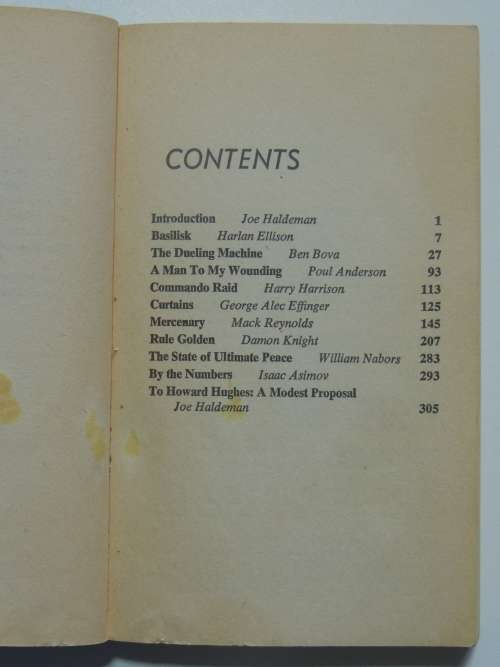 CONTENTS
Introduction Joe Haldeman 1
Basilisk Harlan Ellison 7
The Dueling Machine Ben Bova 27
A Man To My Wounding Poul Anderson 93
Commando Raid Harry Harrison 113
Curtains George Alec Effinger 125
Mercenary Mack Reynolds 145
Rule Golden Damon Knight 207
The State of Ultimate Peace William Nabors 283
By the Numbers Isaac Asimov 293
To Howard Hughes: A Modest Proposal
Joe Haldeman 305